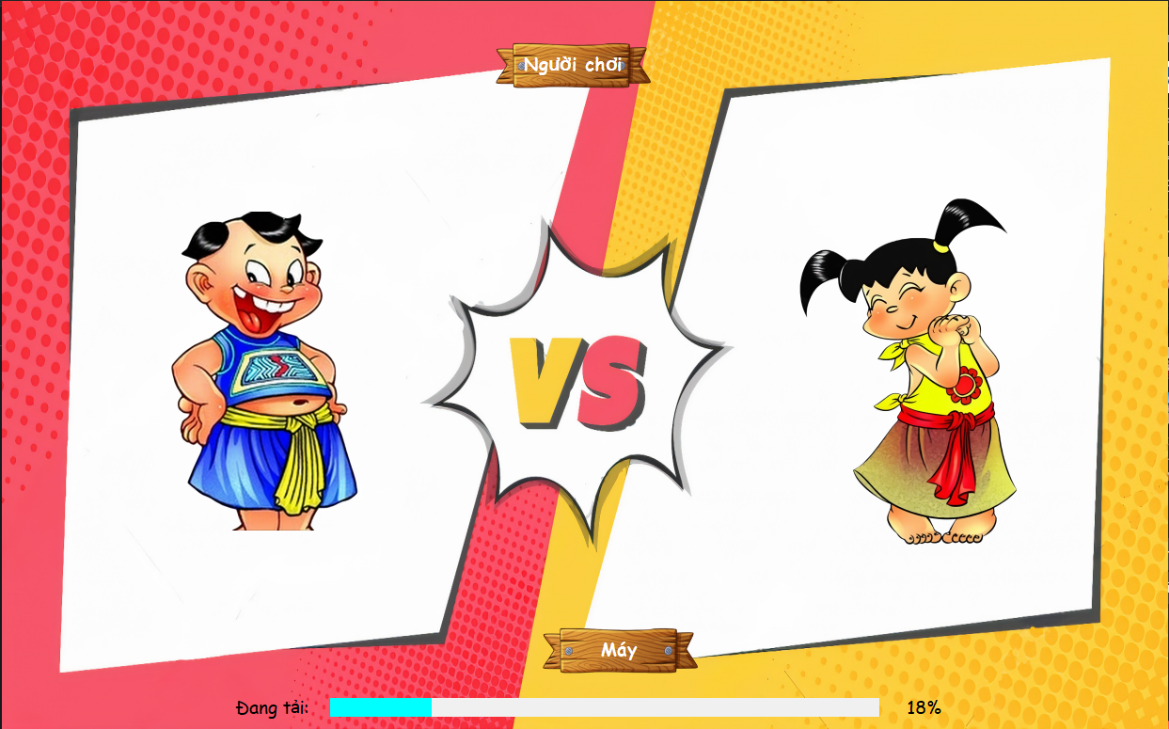 Người chơi
VS
Máy
Đang tải:
18%